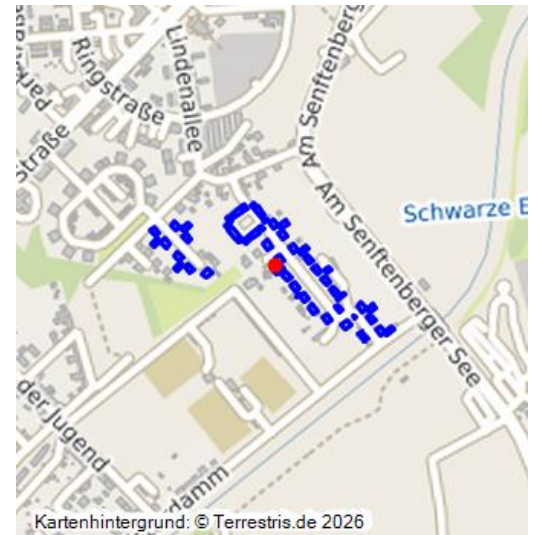 Ringstraße
Lindenallee
Straße
Am Senftenberg
Am Senftenberger See
Schwarze E
der Jugend
damm
Kartenhintergrund: © Terrestris.de 2026